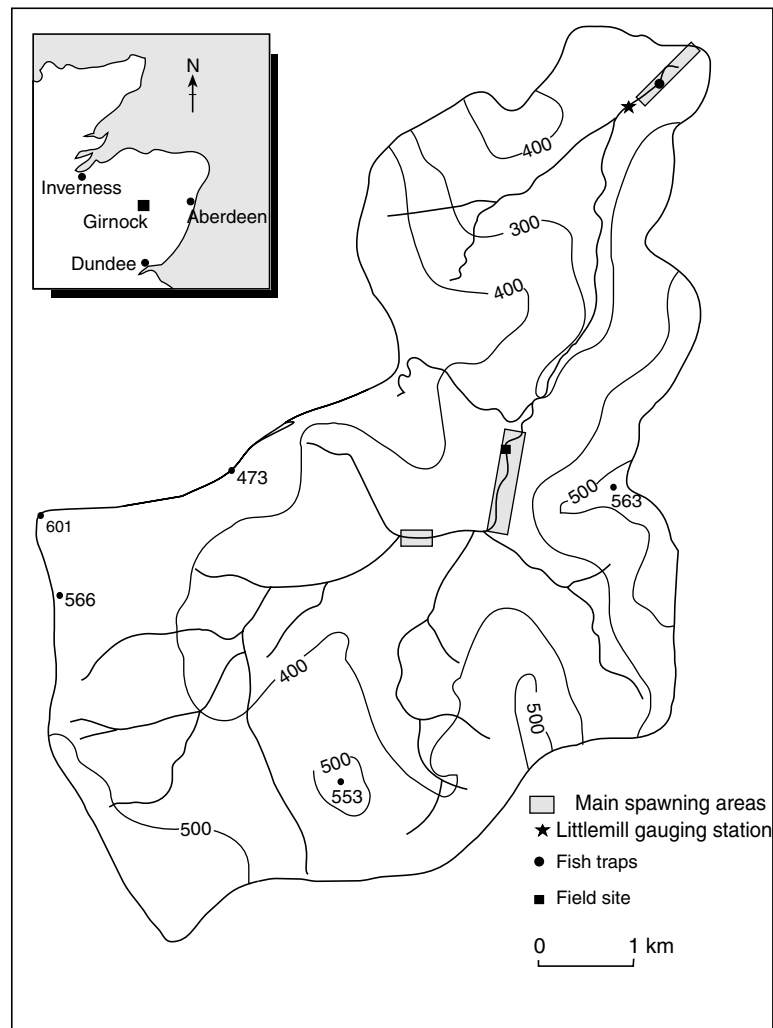 N
Inverness
Girnock
Aberdeen
Dundee
400
300
400
473
500
563
601
566
400
500
500
553
500
Main spawning areas
Littlemill gauging station
Fish traps
Field site
0 1 km